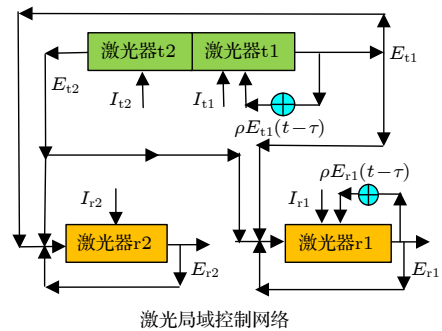 激光器t2 激光器t1
E_t1
E_t2
I_t2 I_t1
ρE_t1(t−τ)
ρE_r1(t−τ)
I_r2 I_r1
激光器r2 激光器r1
E_r2 E_r1
激光局域控制网络